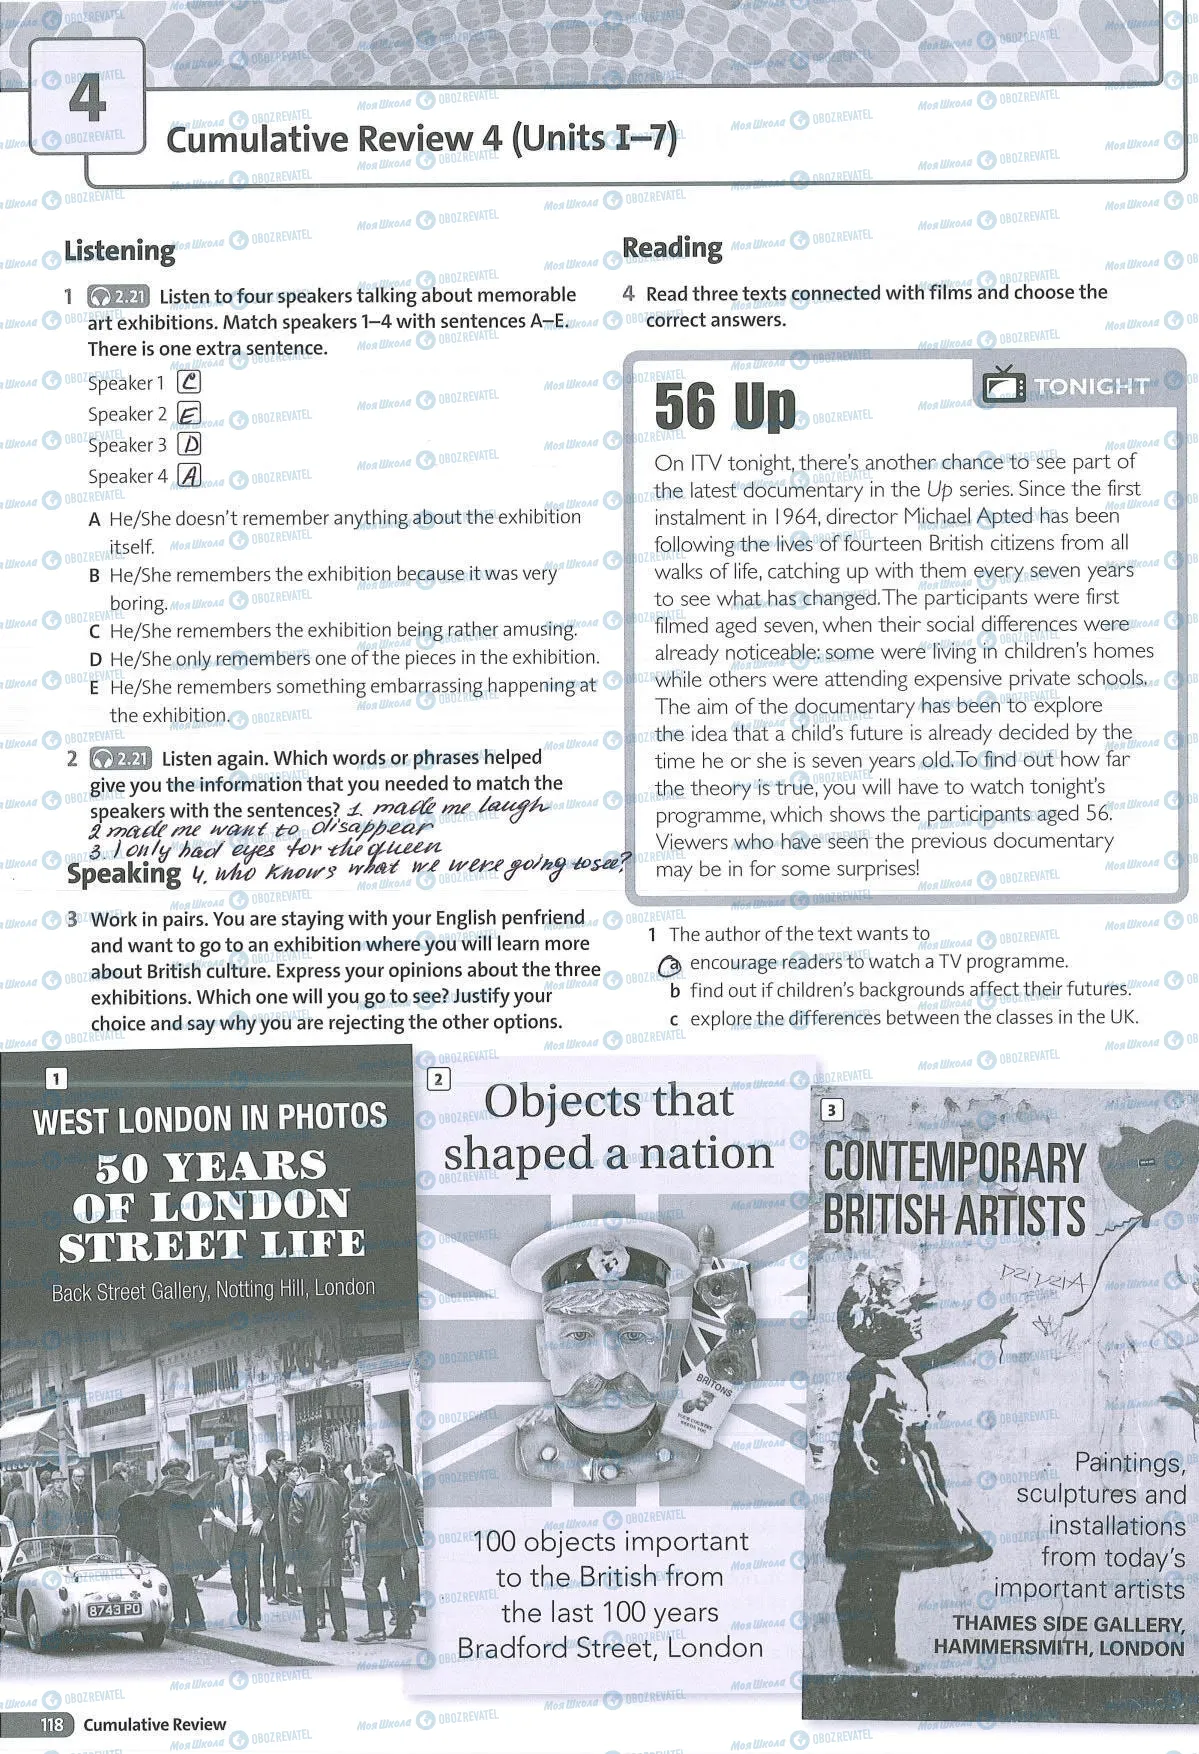 4
Cumulative Review 4 (Units I–7)
Listening
1 2.21 Listen to four speakers talking about memorable
art exhibitions. Match speakers 1–4 with sentences A–E.
There is one extra sentence.
Speaker 1 C
Speaker 2 E
Speaker 3 D
Speaker 4 A
A He/She doesn't remember anything about the exhibition
itself.
B He/She remembers the exhibition because it was very
boring.
C He/She remembers the exhibition being rather amusing.
D He/She only remembers one of the pieces in the exhibition.
E He/She remembers something embarrassing happening at
the exhibition.
2 2.21 Listen again. Which words or phrases helped
give you the information that you needed to match the
speakers with the sentences? 1. made me laugh
2. made me want to disappear
3. I only had eyes for the queen
Speaking 4. who knows what we were going to see?
3 Work in pairs. You are staying with your English penfriend
and want to go to an exhibition where you will learn more
about British culture. Express your opinions about the three
exhibitions. Which one will you go to see? Justify your
choice and say why you are rejecting the other options.
Reading
4 Read three texts connected with films and choose the
correct answers.
TONIGHT
56 Up
On ITV tonight, there's another chance to see part of
the latest documentary in the Up series. Since the first
instalment in 1964, director Michael Apted has been
following the lives of fourteen British citizens from all
walks of life, catching up with them every seven years
to see what has changed. The participants were first
filmed aged seven, when their social differences were
already noticeable: some were living in children's homes
while others were attending expensive private schools.
The aim of the documentary has been to explore
the idea that a child's future is already decided by the
time he or she is seven years old. To find out how far
the theory is true, you will have to watch tonight's
programme, which shows the participants aged 56.
Viewers who have seen the previous documentary
may be in for some surprises!
1 The author of the text wants to
a encourage readers to watch a TV programme.
b find out if children's backgrounds affect their futures.
c explore the differences between the classes in the UK.
1
WEST LONDON IN PHOTOS
50 YEARS
OF LONDON
STREET LIFE
Back Street Gallery, Notting Hill, London
8743 PO
2
Objects that
shaped a nation
BRITONS
YOUR COUNTRY
NEEDS YOU
100 objects important
to the British from
the last 100 years
Bradford Street, London
3
CONTEMPORARY
BRITISH ARTISTS
Paintings,
sculptures and
installations
from today's
important artists
THAMES SIDE GALLERY,
HAMMERSMITH, LONDON
118 Cumulative Review
Моя Школа OBOZREVATEL